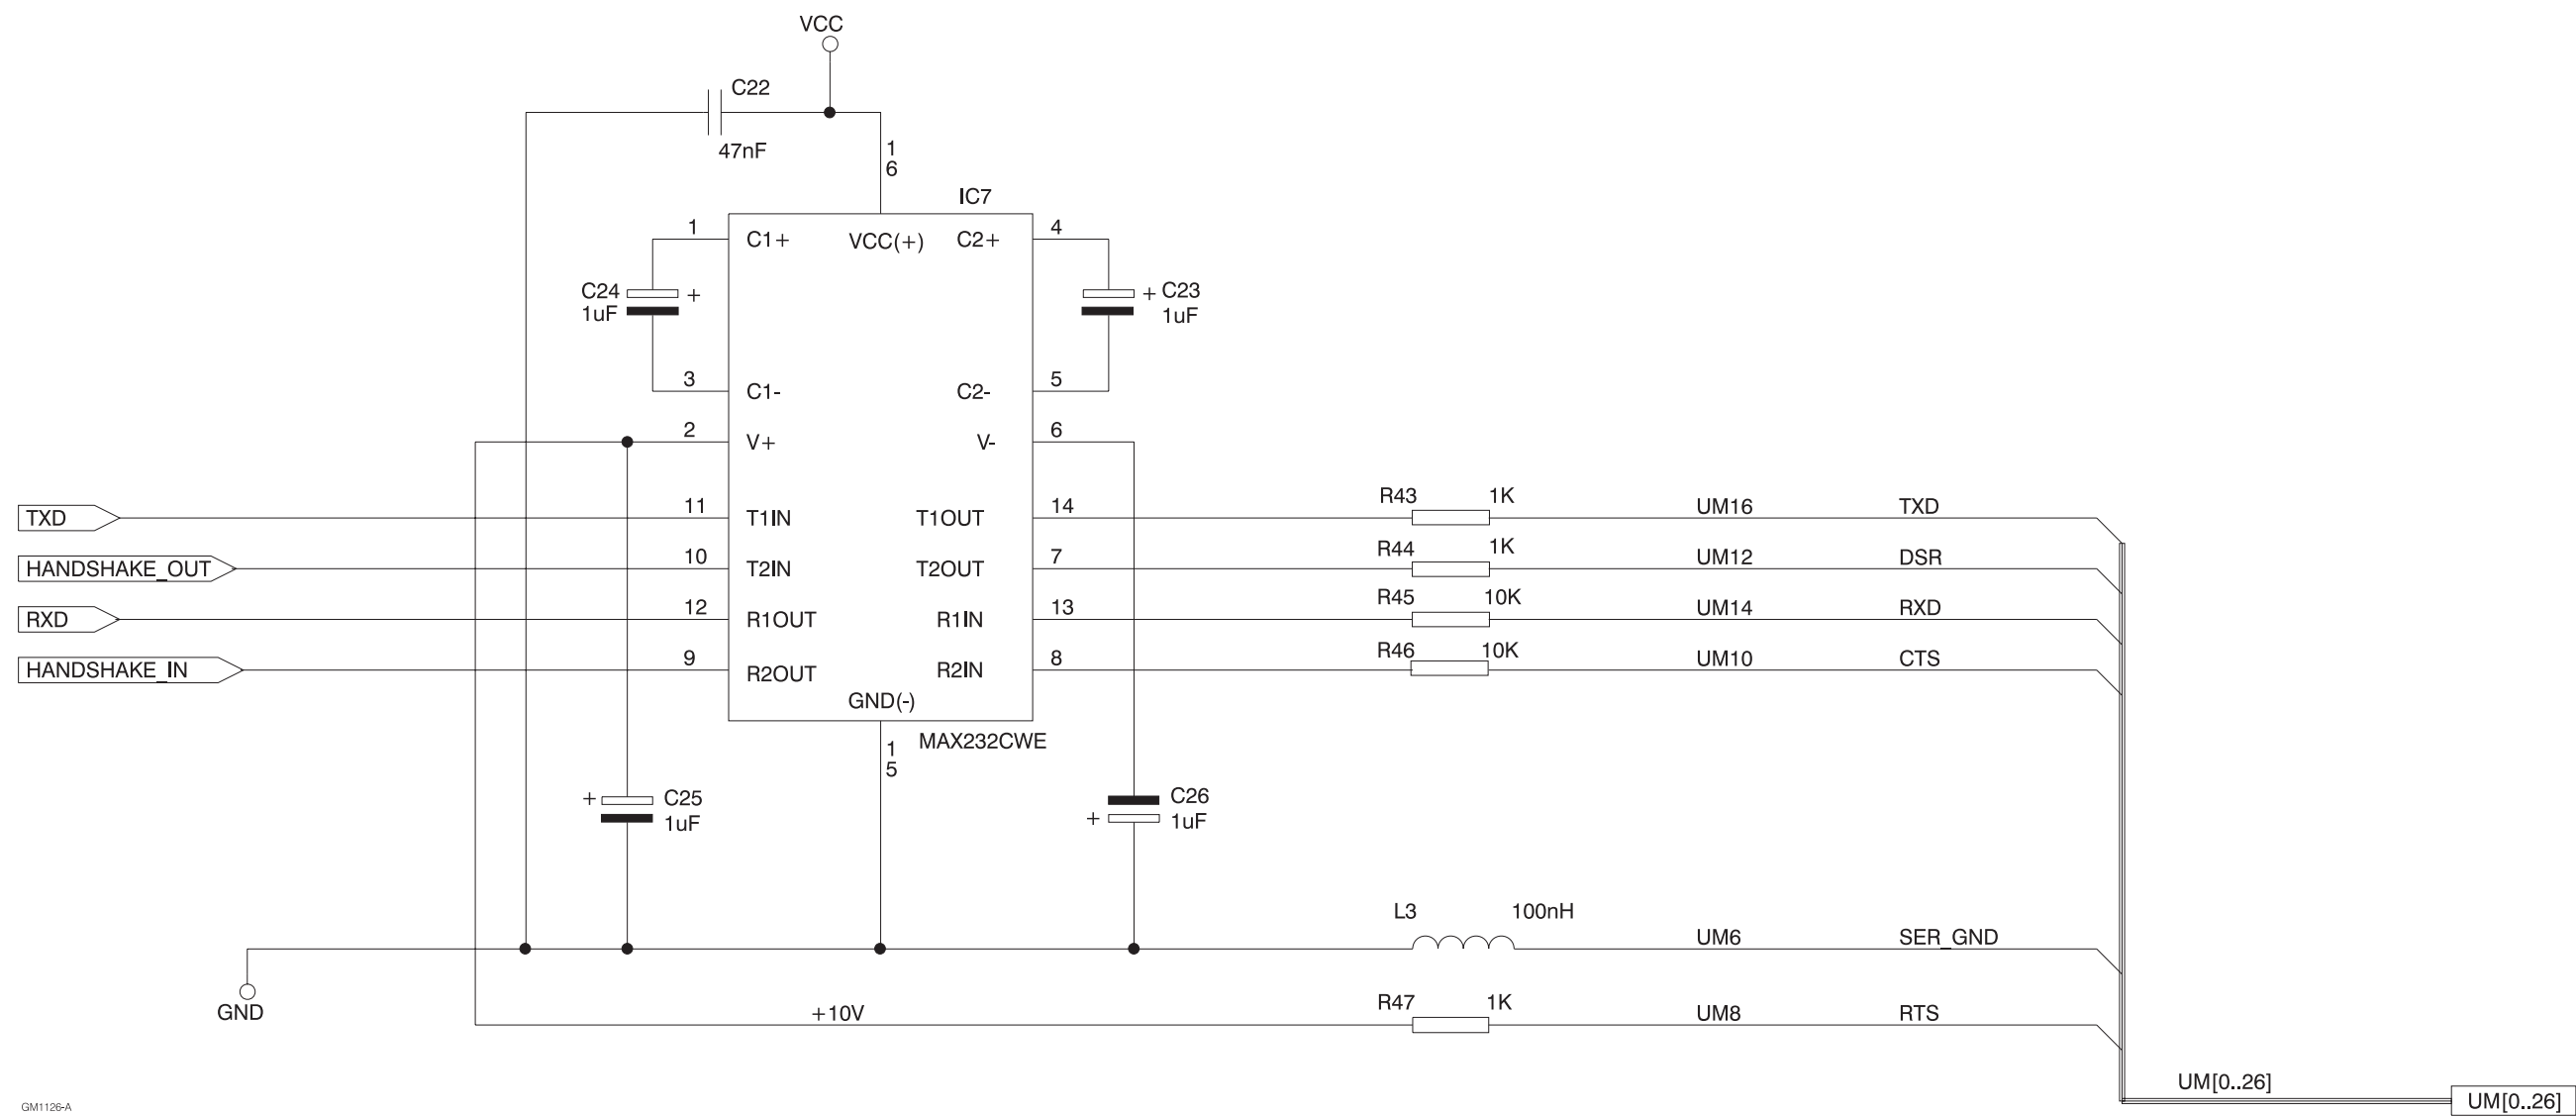 VCC
C22
47nF
1
6
IC7
1 C1+ VCC(+) C2+ 4
C24 + + C23
1uF 1uF
3 C1- C2- 5
2 V+ V- 6
TXD 11 T1IN T1OUT 14 R43 1K UM16 TXD
HANDSHAKE_OUT 10 T2IN T2OUT 7 R44 1K UM12 DSR
RXD 12 R1OUT R1IN 13 R45 10K UM14 RXD
HANDSHAKE_IN 9 R2OUT R2IN 8 R46 10K UM10 CTS
GND(-)
1
5
MAX232CWE
+ C25
1uF
C26
+ 1uF
L3 100nH UM6 SER_GND
GND
+10V R47 1K UM8 RTS
UM[0..26]
UM[0..26]
GM1126-A